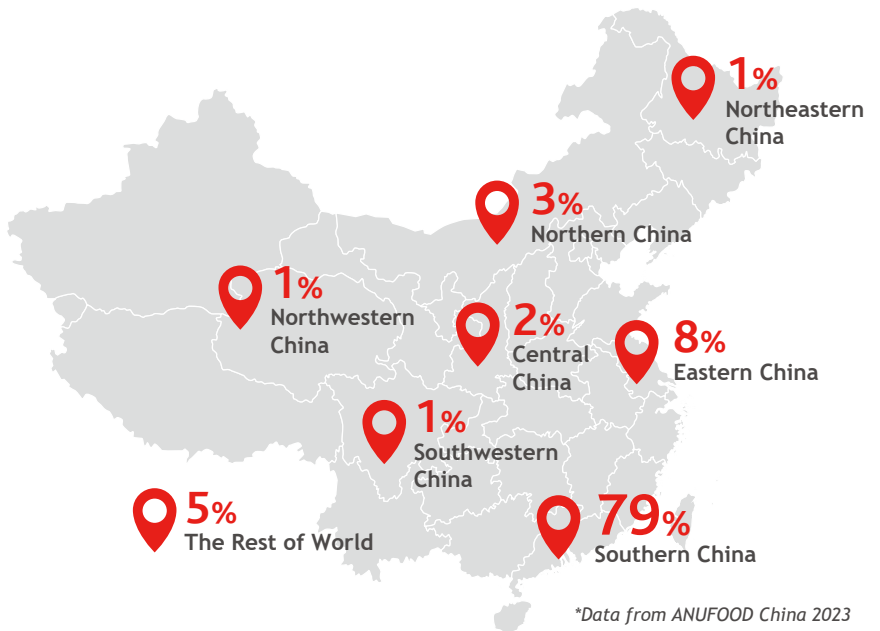 1%
Northeastern
China
3%
Northern China
1%
Northwestern
China
2%
Central
China
8%
Eastern China
1%
Southwestern
China
5%
The Rest of World
79%
Southern China
*Data from ANUFOOD China 2023